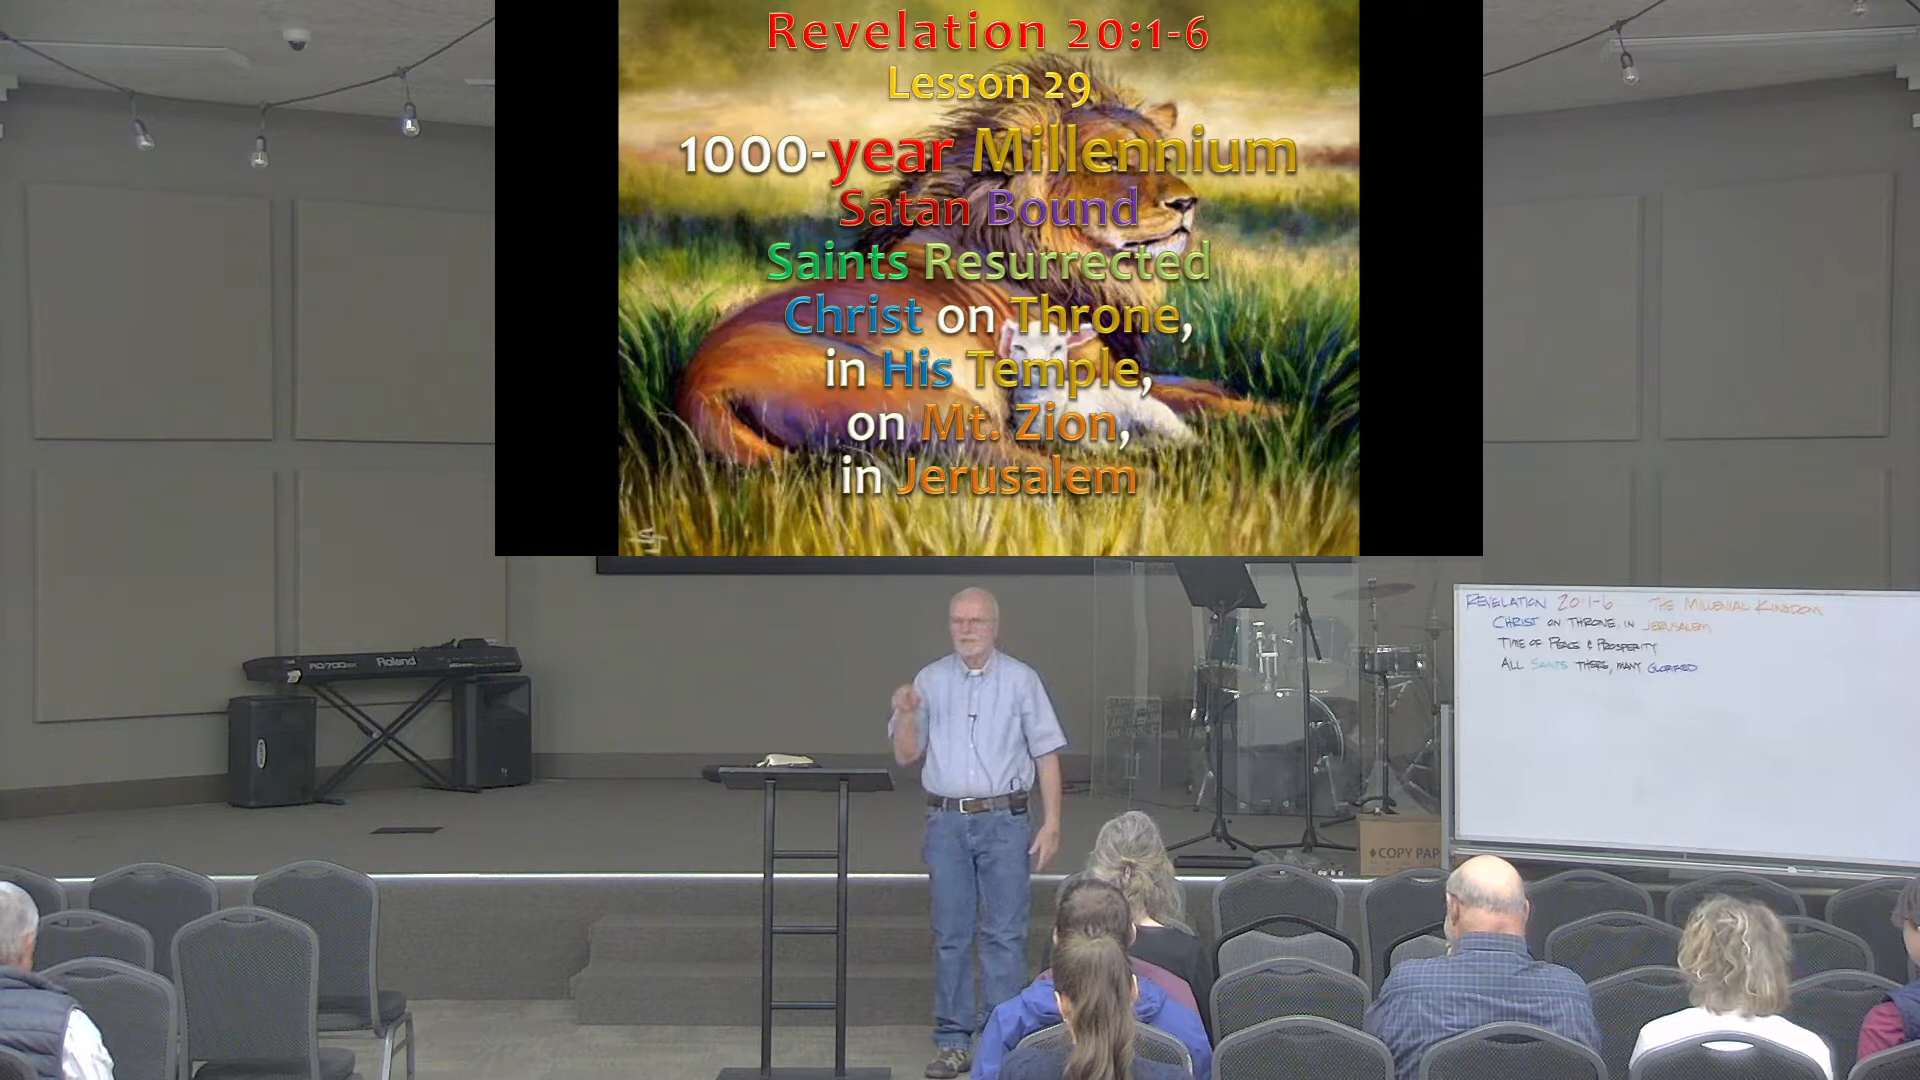 Revelation 20:1-6
Lesson 29
1000-year Millennium
Satan Bound
Saints Resurrected
Christ on Throne,
in His Temple,
on Mt. Zion,
in Jerusalem
REVELATION 20:1-6 THE MILLENIAL KINGDOM
CHRIST ON THRONE, IN JERUSALEM
TIME OF PEACE & PROSPERITY
ALL SAINTS THERE, MANY GLORIFIED
RD-700SX Roland
COPY PAP